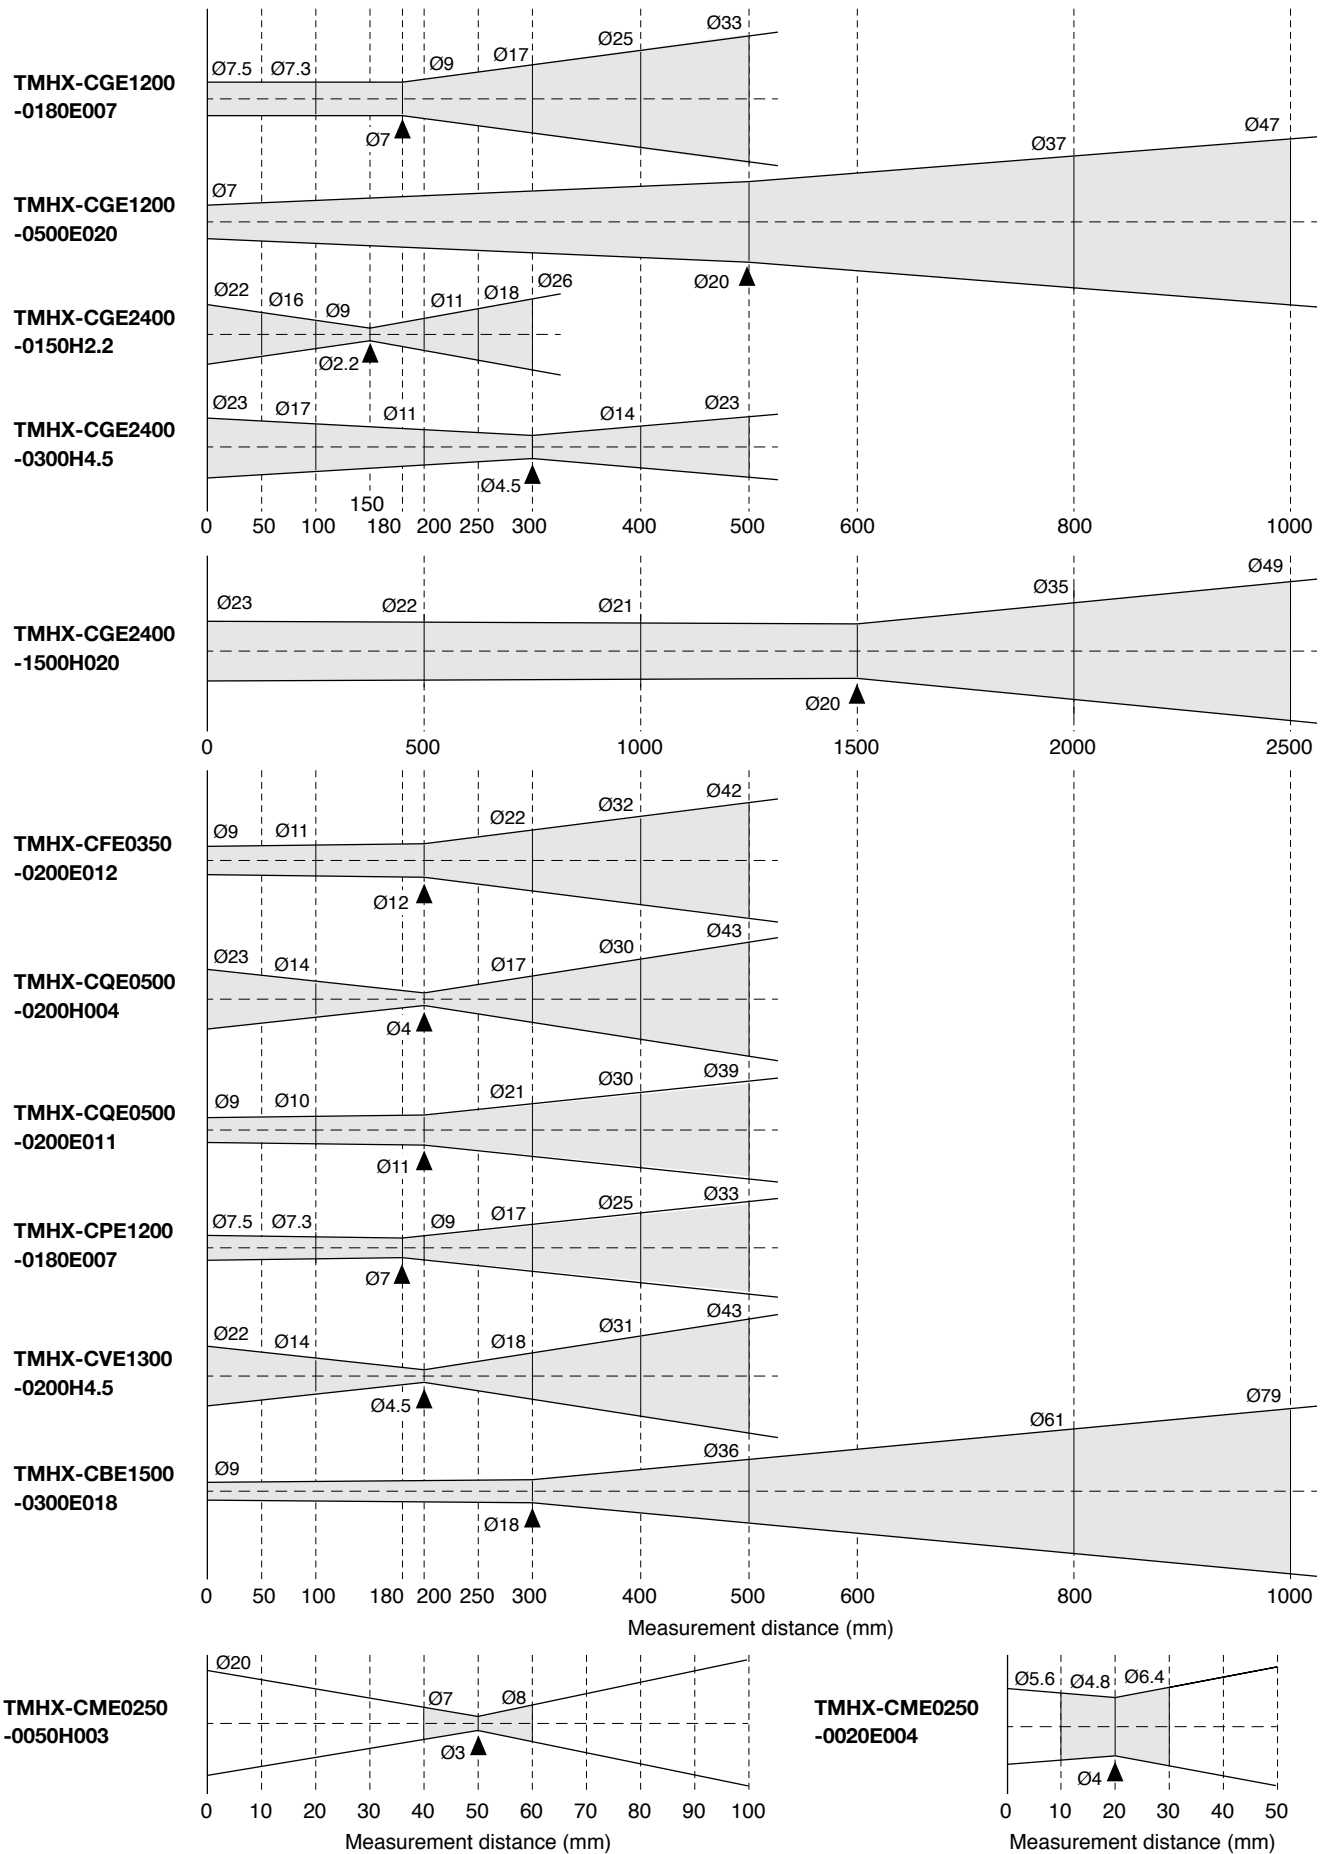 Ø33
Ø25
Ø17
Ø9
Ø7.5 Ø7.3
TMHX-CGE1200
-0180E007
Ø7
Ø47
Ø37
Ø7
TMHX-CGE1200
-0500E020
Ø20
Ø26
Ø22 Ø16 Ø9 Ø11 Ø18
TMHX-CGE2400
-0150H2.2
Ø2.2
Ø23 Ø17 Ø11 Ø14 Ø23
TMHX-CGE2400
-0300H4.5
Ø4.5
150
0 50 100 180 200 250 300 400 500 600 800 1000
Ø49
Ø35
Ø23 Ø22 Ø21
TMHX-CGE2400
-1500H020
Ø20
0 500 1000 1500 2000 2500
Ø42
Ø32
Ø22
Ø9 Ø11
TMHX-CFE0350
-0200E012
Ø12
Ø43
Ø30
Ø23 Ø14 Ø17
TMHX-CQE0500
-0200H004
Ø4
Ø39
Ø30
Ø21
Ø9 Ø10
TMHX-CQE0500
-0200E011
Ø11
Ø33
Ø25
Ø17
Ø7.5 Ø7.3 Ø9
TMHX-CPE1200
-0180E007
Ø7
Ø43
Ø31
Ø22 Ø14 Ø18
TMHX-CVE1300
-0200H4.5
Ø4.5
Ø79
Ø61
Ø36
Ø9
TMHX-CBE1500
-0300E018
Ø18
0 50 100 180 200 250 300 400 500 600 800 1000
Measurement distance (mm)
Ø20
Ø7 Ø8
TMHX-CME0250
-0050H003
Ø3
0 10 20 30 40 50 60 70 80 90 100
Measurement distance (mm)
Ø5.6 Ø4.8 Ø6.4
TMHX-CME0250
-0020E004
Ø4
0 10 20 30 40 50
Measurement distance (mm)